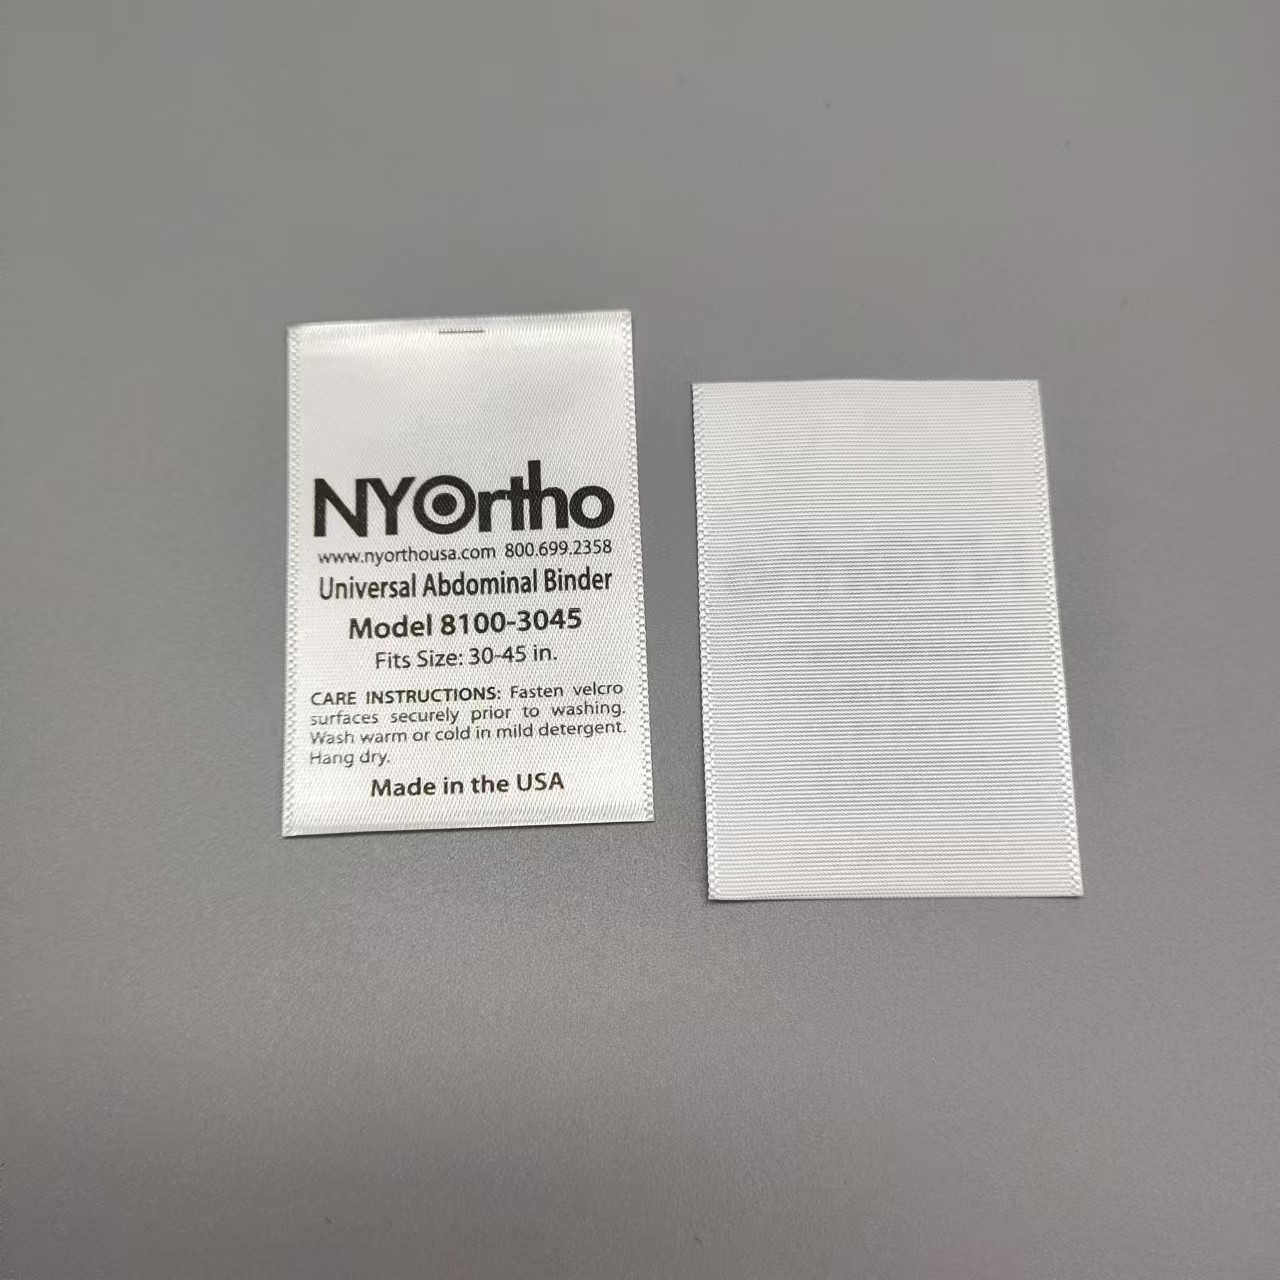 NYOrtho
www.nyorthousa.com 800.699.2358
Universal Abdominal Binder
Model 8100-3045
Fits Size: 30-45 in.
CARE INSTRUCTIONS: Fasten velcro
surfaces securely prior to washing.
Wash warm or cold in mild detergent.
Hang dry.
Made in the USA